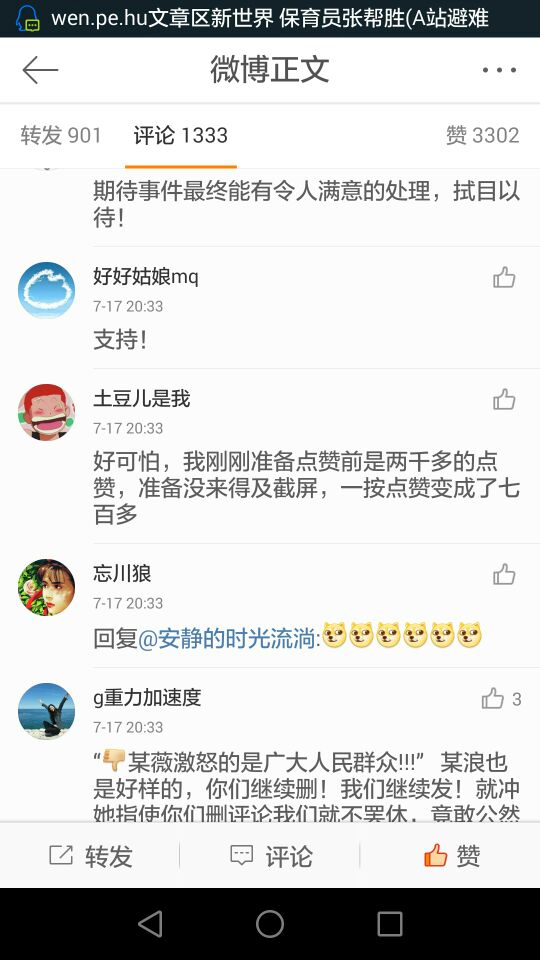 wen.pe.hu文章区新世界 保育员张帮胜(A站避难
微博正文
转发 901 评论 1333 赞 3302
期待事件最终能有令人满意的处理，拭目以
待！
好好姑娘mq
7-17 20:33
支持！
土豆儿是我
7-17 20:33
好可怕，我刚刚准备点赞前是两千多的点
赞，准备没来得及截屏，一按点赞变成了七
百多
忘川狼
7-17 20:33
回复@安静的时光流淌:
g重力加速度
3
7-17 20:33
“👎某薇激怒的是广大人民群众!!!” 某浪也
是好样的，你们继续删！我们继续发！就冲
她指使你们删评论我们就不罢休，竟敢公然
转发 评论 赞